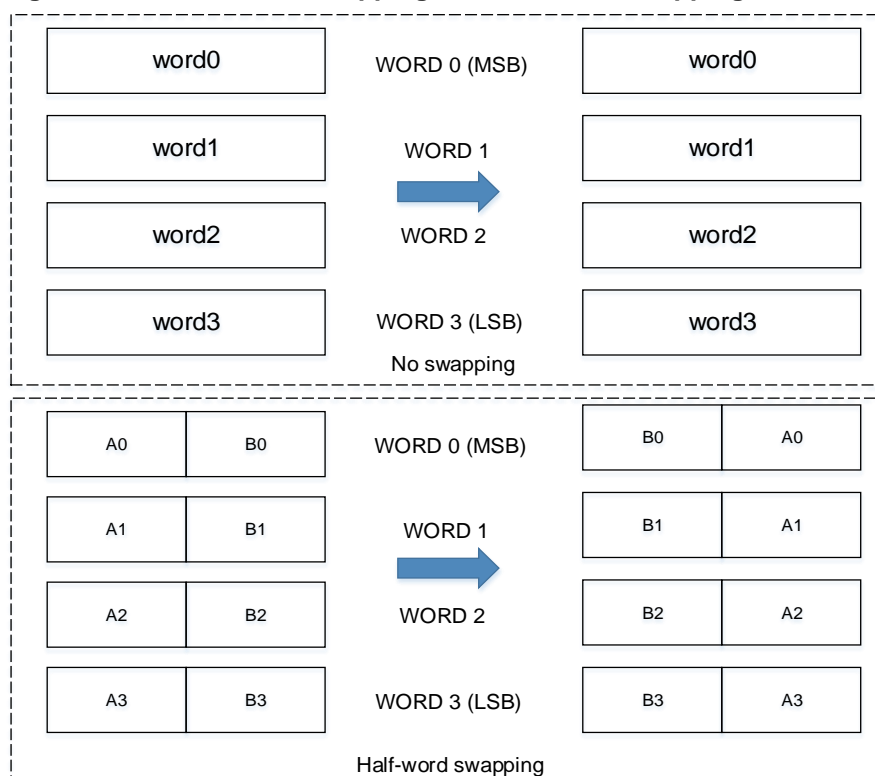 word0 WORD 0 (MSB) word0
word1 WORD 1 word1
word2 WORD 2 word2
word3 WORD 3 (LSB) word3
No swapping
A0 B0 WORD 0 (MSB) B0 A0
A1 B1 WORD 1 B1 A1
A2 B2 WORD 2 B2 A2
A3 B3 WORD 3 (LSB) B3 A3
Half-word swapping